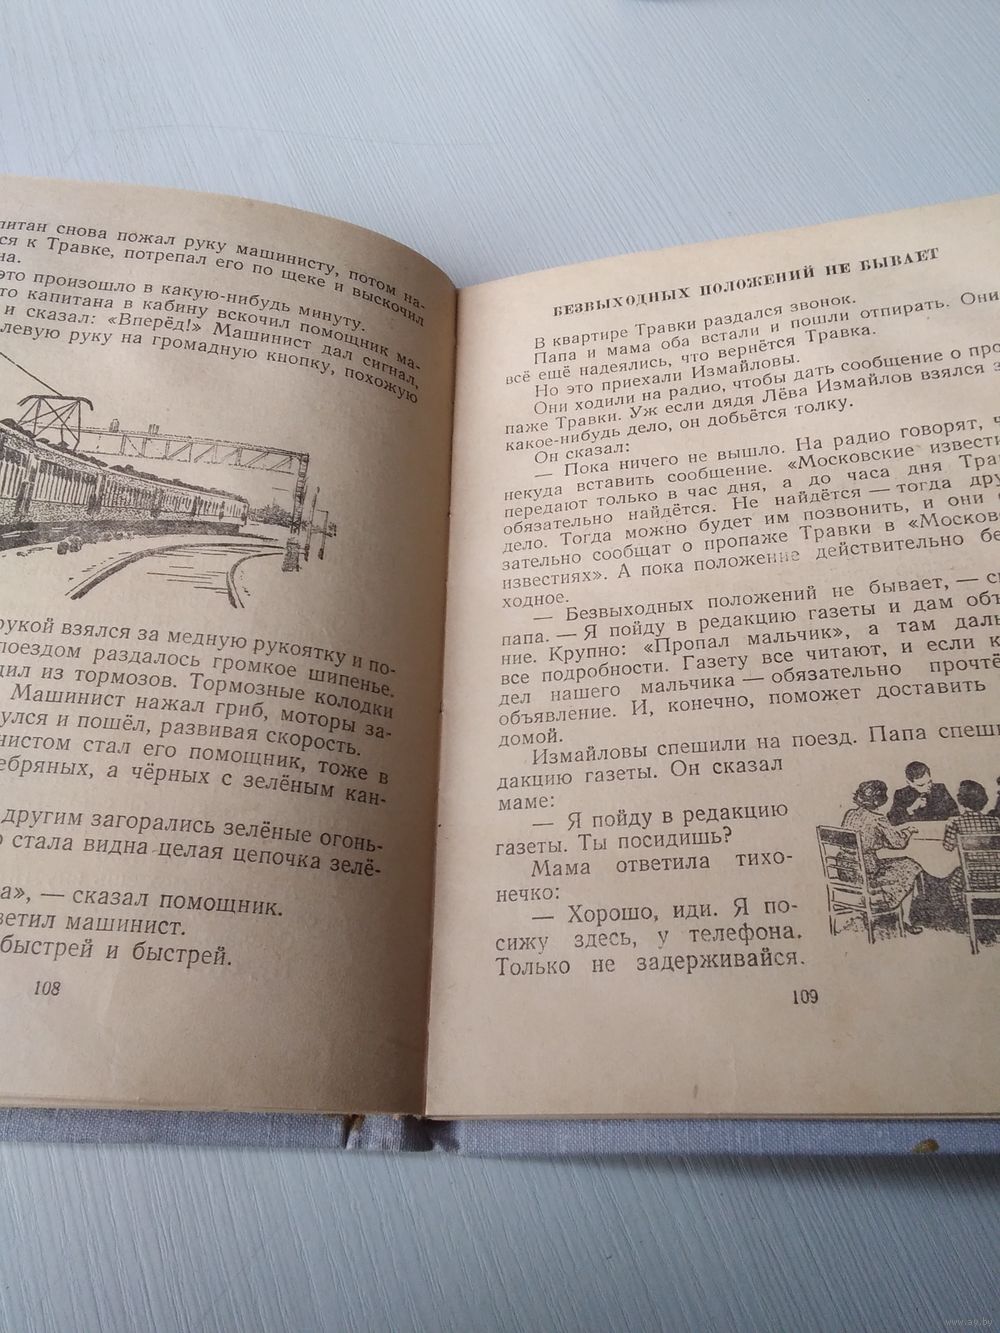 питан снова пожал руку машинисту, потом на-
ся к Травке, потрепал его по щеке и выскочил
на.
это произошло в какую-нибудь минуту.
то капитана в кабину вскочил помощник ма-
и сказал: «Вперёд!» Машинист дал сигнал,
левую руку на громадную кнопку, похожую
рукой взялся за медную рукоятку и по-
поездом раздалось громкое шипенье.
дил из тормозов. Тормозные колодки
Машинист нажал гриб, моторы за-
нулся и пошёл, развивая скорость.
нистом стал его помощник, тоже в
ебряных, а чёрных с зелёным кан-
другим загорались зелёные огонь-
о стала видна целая цепочка зелё-
а», — сказал помощник.
ветил машинист.
быстрей и быстрей.
108
БЕЗВЫХОДНЫХ ПОЛОЖЕНИЙ НЕ БЫВАЕТ
В квартире Травки раздался звонок.
Папа и мама оба встали и пошли отпирать. Они
всё ещё надеялись, что вернётся Травка.
Но это приехали Измайловы.
Они ходили на радио, чтобы дать сообщение о про-
паже Травки. Уж если дядя Лёва Измайлов взялся з
какое-нибудь дело, он добьётся толку.
Он сказал:
— Пока ничего не вышло. На радио говорят, ч
некуда вставить сообщение. «Московские извести
передают только в час дня, а до часа дня Трав
обязательно найдётся. Не найдётся — тогда дру
дело. Тогда можно будет им позвонить, и они
зательно сообщат о пропаже Травки в «Москов
известиях». А пока положение действительно бе
ходное.
— Безвыходных положений не бывает, — с
папа. — Я пойду в редакцию газеты и дам объ
ние. Крупно: «Пропал мальчик», а там даль
все подробности. Газету все читают, и если к
дел нашего мальчика — обязательно прочтё
объявление. И, конечно, поможет доставить
домой.
Измайловы спешили на поезд. Папа спеш
дакцию газеты. Он сказал
маме:
— Я пойду в редакцию
газеты. Ты посидишь?
Мама ответила тихо-
нечко:
— Хорошо, иди. Я по-
сижу здесь, у телефона.
Только не задерживайся.
109
www.ay.by